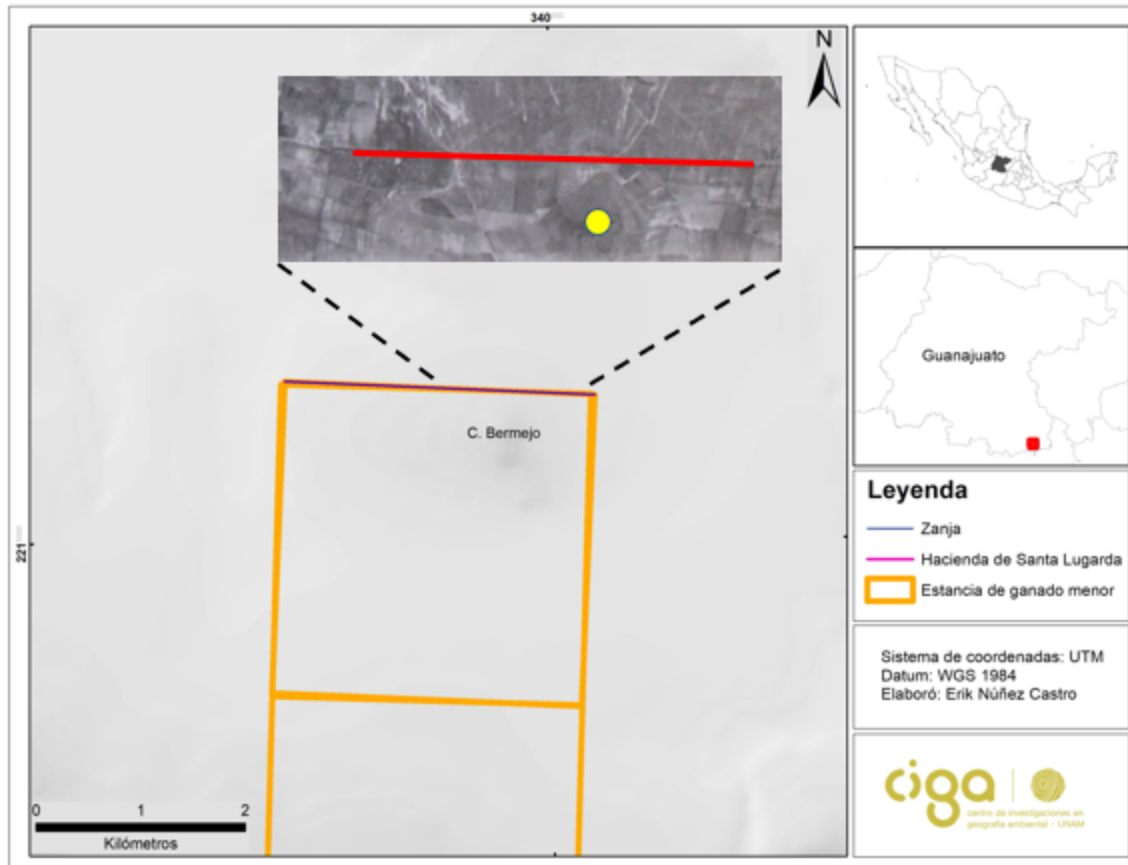 340
N
C. Bermejo
221
0 1 2
Kilómetros
Guanajuato
Leyenda
Zanja
Hacienda de Santa Lugarda
Estancia de ganado menor
Sistema de coordenadas: UTM
Datum: WGS 1984
Elaboró: Erik Núñez Castro
ciga
centro de investigaciones en
geografía ambiental - UNAM